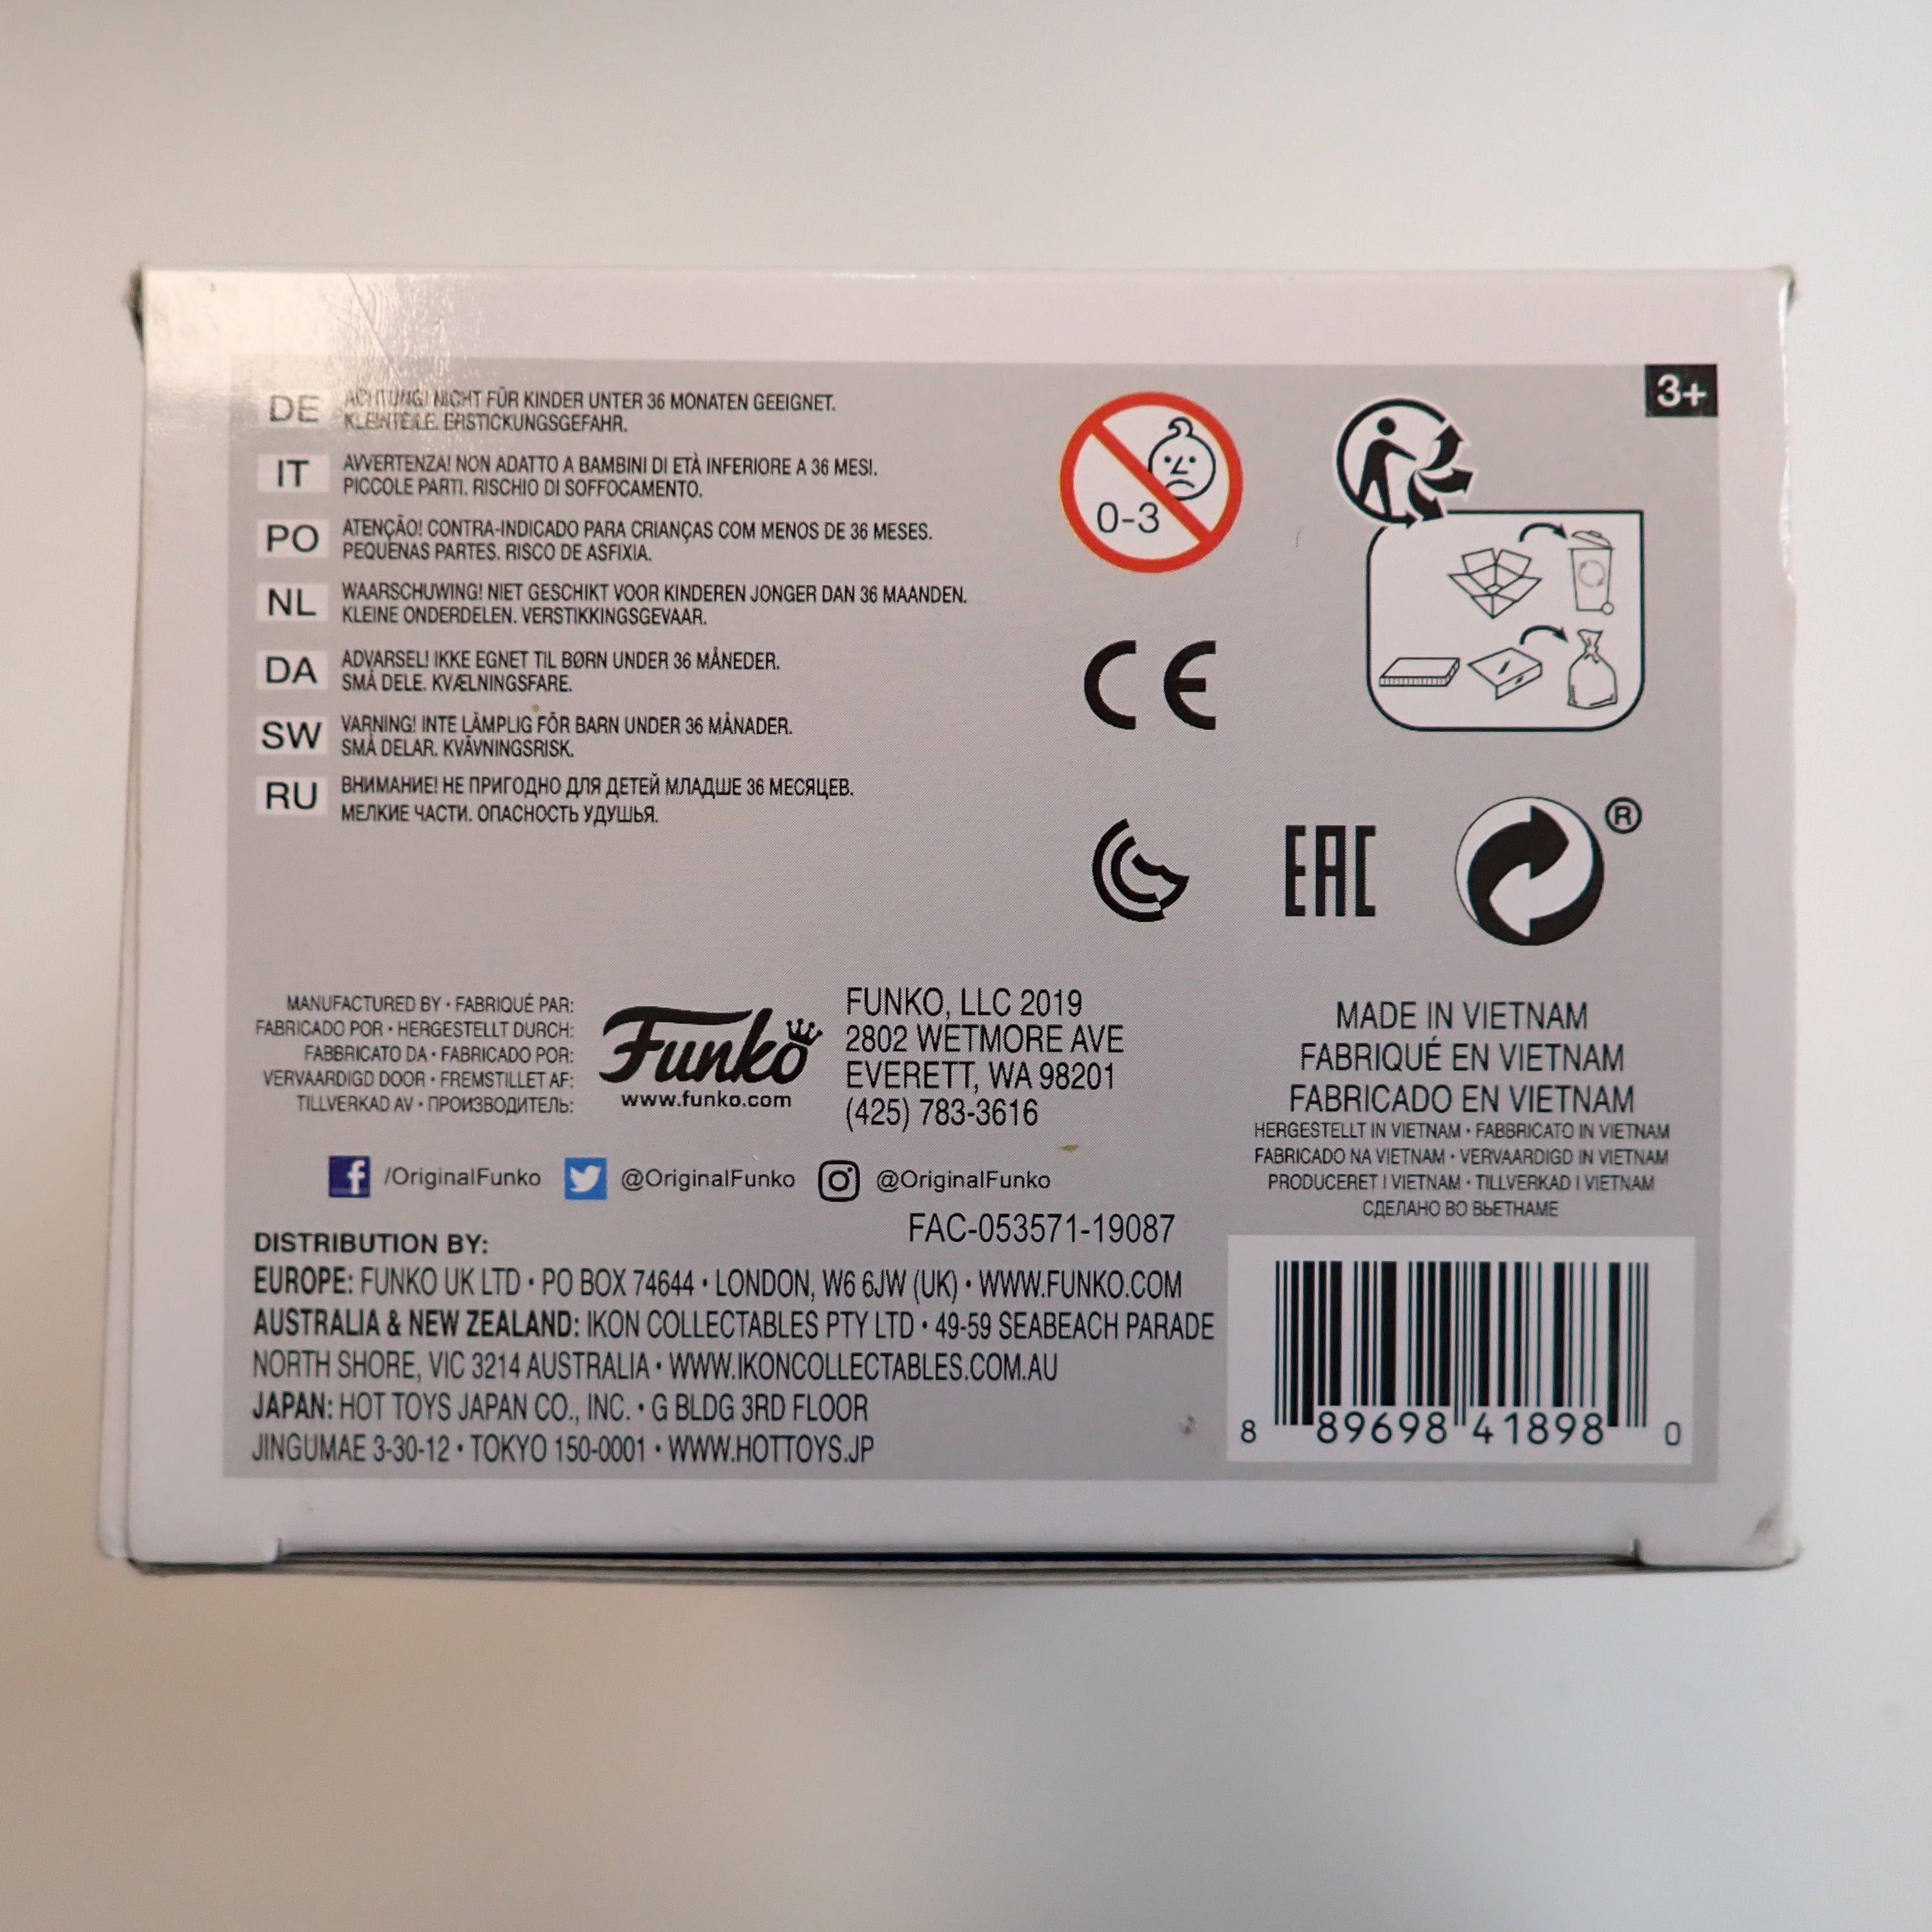 3+
DE ACHTUNG! NICHT FÜR KINDER UNTER 36 MONATEN GEEIGNET.
KLEINTEILE. ERSTICKUNGSGEFAHR.
IT AVVERTENZA! NON ADATTO A BAMBINI DI ETÀ INFERIORE A 36 MESI.
PICCOLE PARTI. RISCHIO DI SOFFOCAMENTO.
PO ATENÇÃO! CONTRA-INDICADO PARA CRIANÇAS COM MENOS DE 36 MESES.
PEQUENAS PARTES. RISCO DE ASFIXIA.
NL WAARSCHUWING! NIET GESCHIKT VOOR KINDEREN JONGER DAN 36 MAANDEN.
KLEINE ONDERDELEN. VERSTIKKINGSGEVAAR.
DA ADVARSEL! IKKE EGNET TIL BØRN UNDER 36 MÅNEDER.
SMÅ DELE. KVÆLNINGSFARE.
SW VARNING! INTE LÄMPLIG FÖR BARN UNDER 36 MÅNADER.
SMÅ DELAR. KVÄVNINGSRISK.
RU ВНИМАНИЕ! НЕ ПРИГОДНО ДЛЯ ДЕТЕЙ МЛАДШЕ 36 МЕСЯЦЕВ.
МЕЛКИЕ ЧАСТИ. ОПАСНОСТЬ УДУШЬЯ.
0-3
CE
EAC
®
MANUFACTURED BY • FABRIQUÉ PAR:
FABRICADO POR • HERGESTELLT DURCH:
FABBRICATO DA • FABRICADO POR:
VERVAARDIGD DOOR • FREMSTILLET AF:
TILLVERKAD AV • ПРОИЗВОДИТЕЛЬ:
Funko
www.funko.com
FUNKO, LLC 2019
2802 WETMORE AVE
EVERETT, WA 98201
(425) 783-3616
MADE IN VIETNAM
FABRIQUÉ EN VIETNAM
FABRICADO EN VIETNAM
HERGESTELLT IN VIETNAM • FABBRICATO IN VIETNAM
FABRICADO NA VIETNAM • VERVAARDIGD IN VIETNAM
PRODUCERET I VIETNAM • TILLVERKAD I VIETNAM
СДЕЛАНО ВО ВЬЕТНАМЕ
f /OriginalFunko @OriginalFunko @OriginalFunko
FAC-053571-19087
DISTRIBUTION BY:
EUROPE: FUNKO UK LTD • PO BOX 74644 • LONDON, W6 6JW (UK) • WWW.FUNKO.COM
AUSTRALIA & NEW ZEALAND: IKON COLLECTABLES PTY LTD • 49-59 SEABEACH PARADE
NORTH SHORE, VIC 3214 AUSTRALIA • WWW.IKONCOLLECTABLES.COM.AU
JAPAN: HOT TOYS JAPAN CO., INC. • G BLDG 3RD FLOOR
JINGUMAE 3-30-12 • TOKYO 150-0001 • WWW.HOTTOYS.JP
8 89698 41898 0